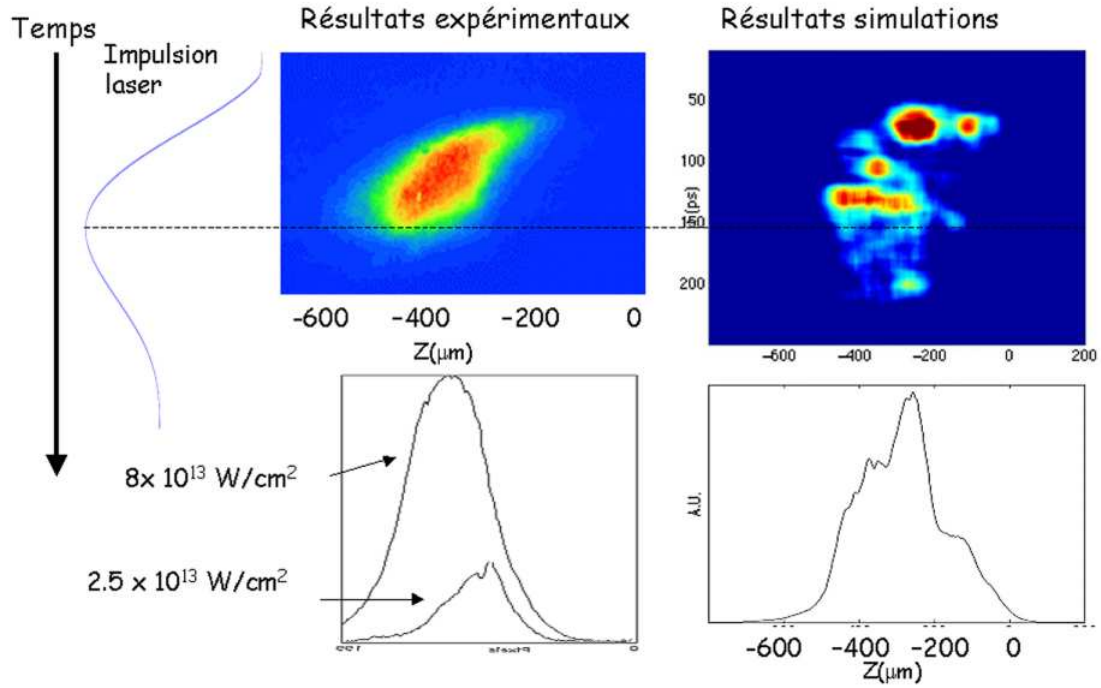 Temps
Impulsion
laser
Résultats expérimentaux
Résultats simulations
50
100
150
200
(ps)
-600 -400 -200 0
Z(μm)
-600 -400 -200 0 200
8x 10¹³ W/cm²
2.5 x 10¹³ W/cm²
0
A.U.
-600 -400 -200 0
Z(μm)